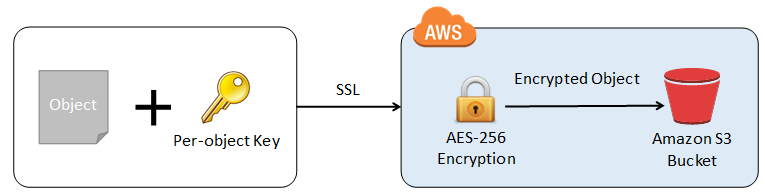 Object
Per-object Key
SSL
AWS
AES-256
Encryption
Encrypted Object
Amazon S3
Bucket